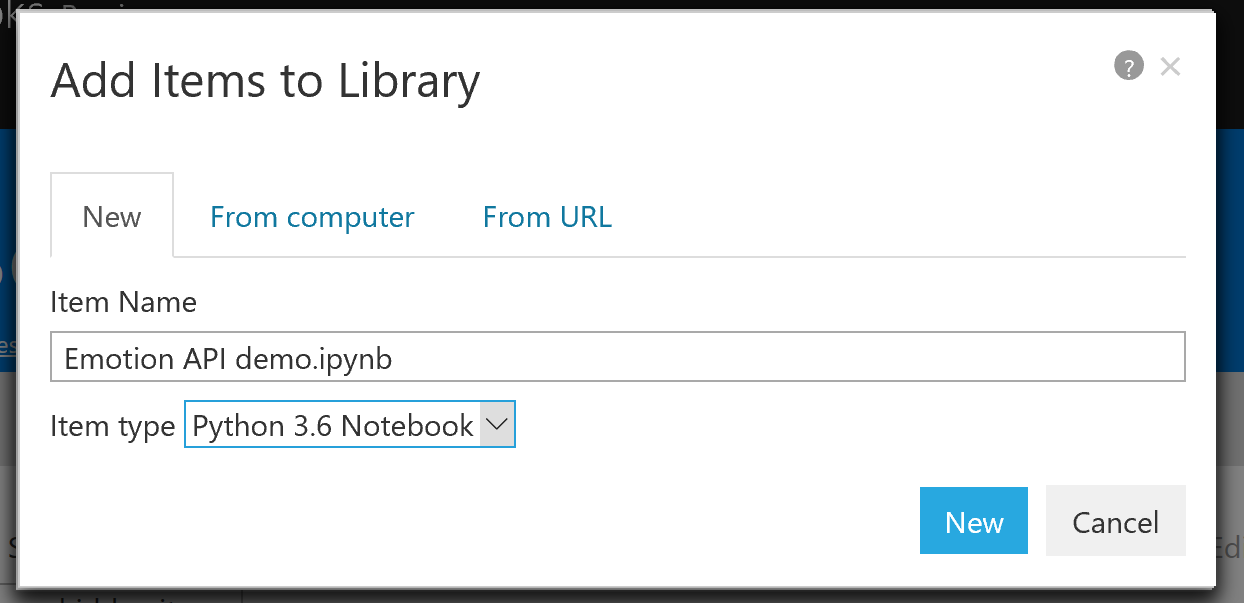 Add Items to Library
?
New From computer From URL
Item Name
Emotion API demo.ipynb
Item type Python 3.6 Notebook
New Cancel
Ed